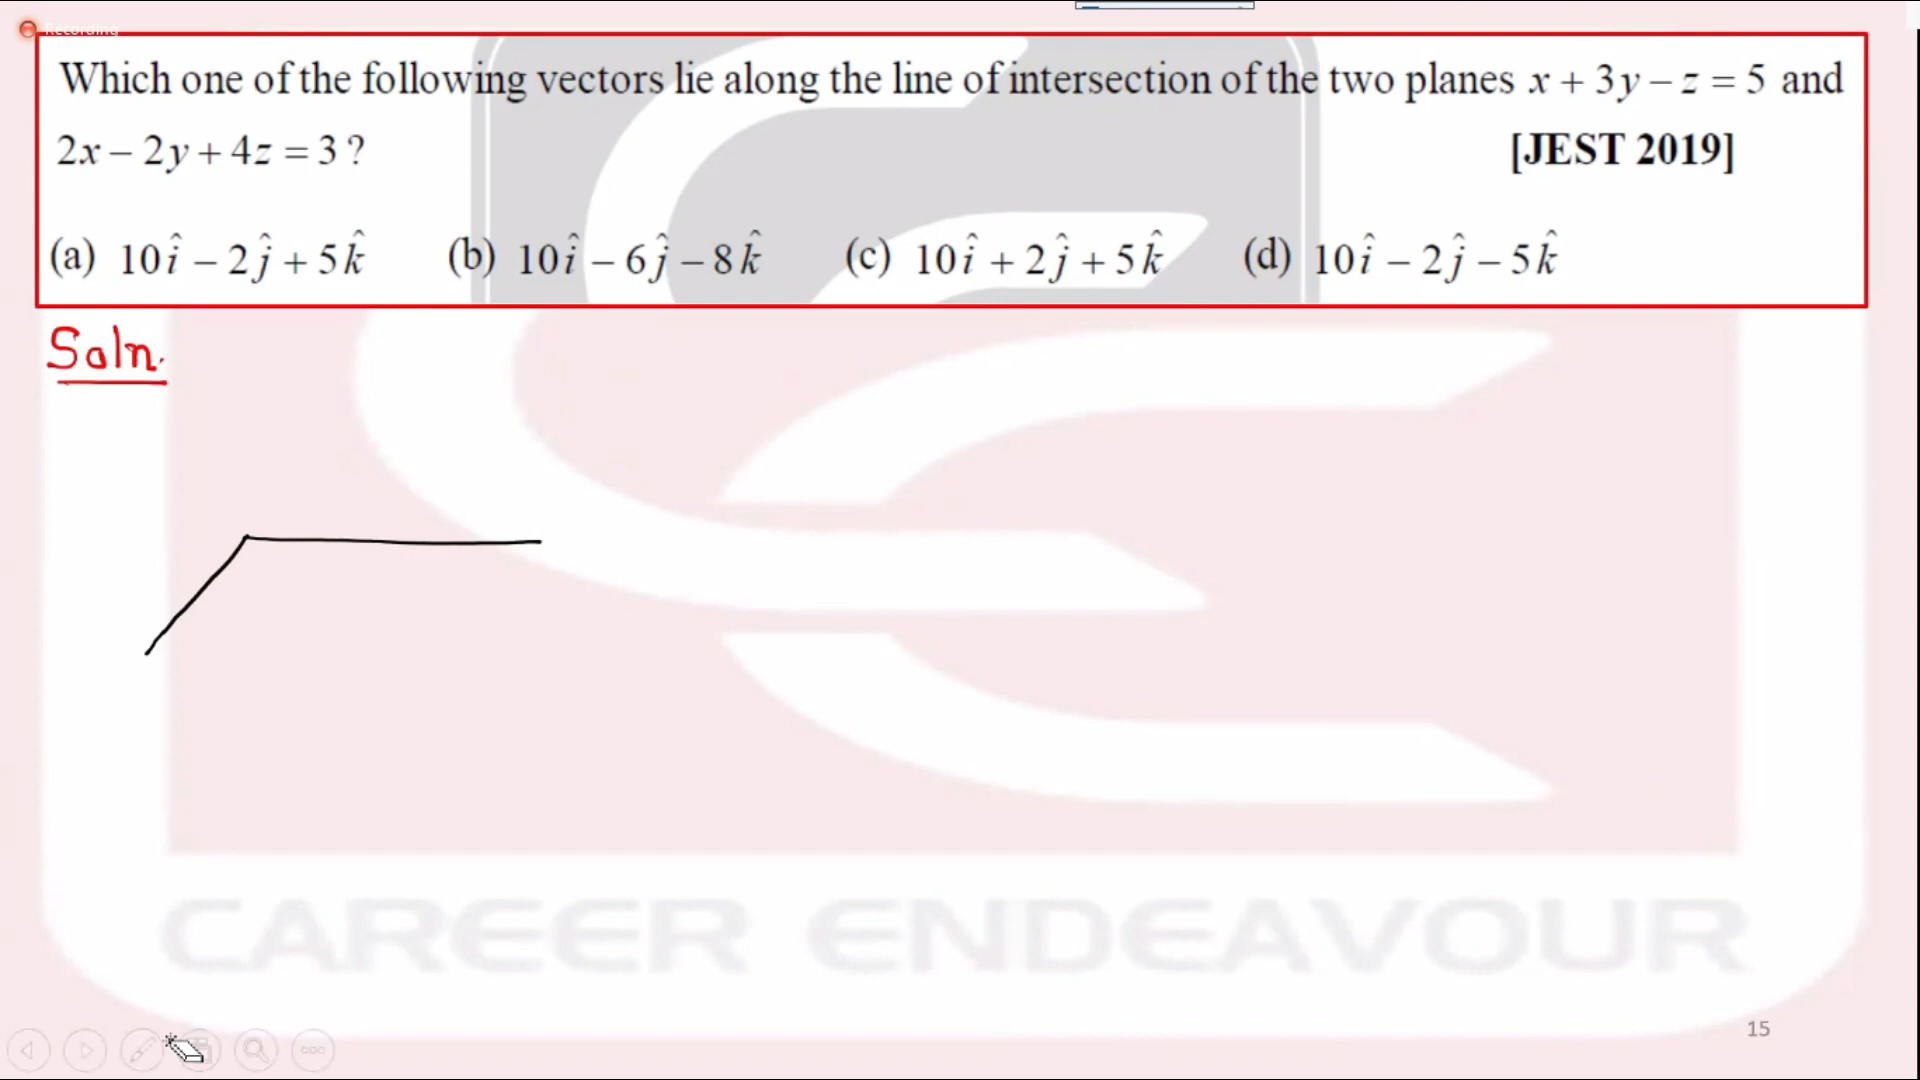 Recording
Which one of the following vectors lie along the line of intersection of the two planes x + 3y − z = 5 and
2x − 2y + 4z = 3 ?
[JEST 2019]
(a) 10î − 2ĵ + 5k̂ (b) 10î − 6ĵ − 8k̂ (c) 10î + 2ĵ + 5k̂ (d) 10î − 2ĵ − 5k̂
Soln.
CAREER ENDEAVOUR
15